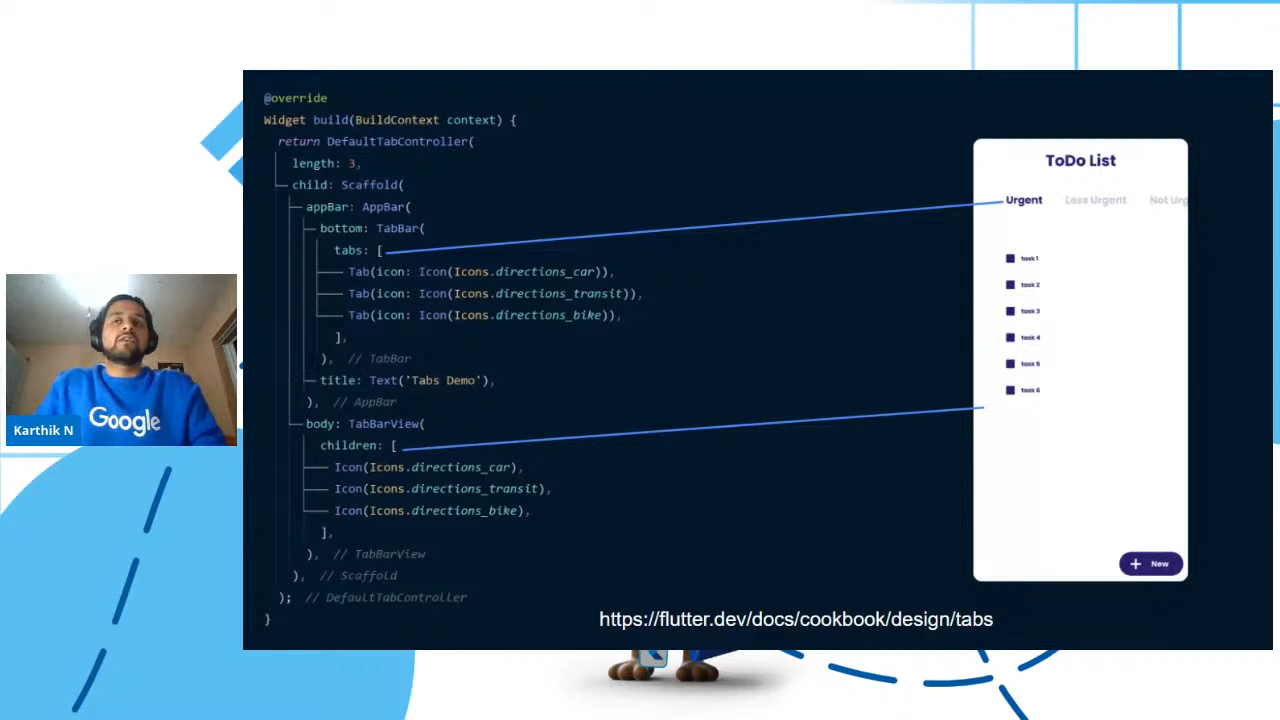 @override
Widget build(BuildContext context) {
return DefaultTabController(
length: 3,
child: Scaffold(
appBar: AppBar(
bottom: TabBar(
tabs: [
Tab(icon: Icon(Icons.directions_car)),
Tab(icon: Icon(Icons.directions_transit)),
Tab(icon: Icon(Icons.directions_bike)),
],
), // TabBar
title: Text('Tabs Demo'),
), // AppBar
body: TabBarView(
children: [
Icon(Icons.directions_car),
Icon(Icons.directions_transit),
Icon(Icons.directions_bike),
],
), // TabBarView
), // Scaffold
); // DefaultTabController
}
https://flutter.dev/docs/cookbook/design/tabs
ToDo List
Urgent Less Urgent Not Urg
task 1
task 2
task 3
task 4
task 5
task 6
+ New
Google
Karthik N